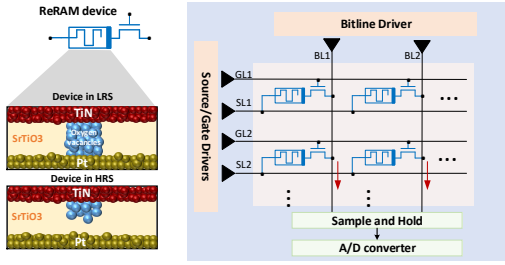 ReRAM device
Device in LRS
TiN
SrTiO3
Oxygen
vacancies
Pt
Device in HRS
TiN
SrTiO3
Pt
Bitline Driver
BL1
BL2
Source/Gate Drivers
GL1
SL1
GL2
SL2
Sample and Hold
A/D converter